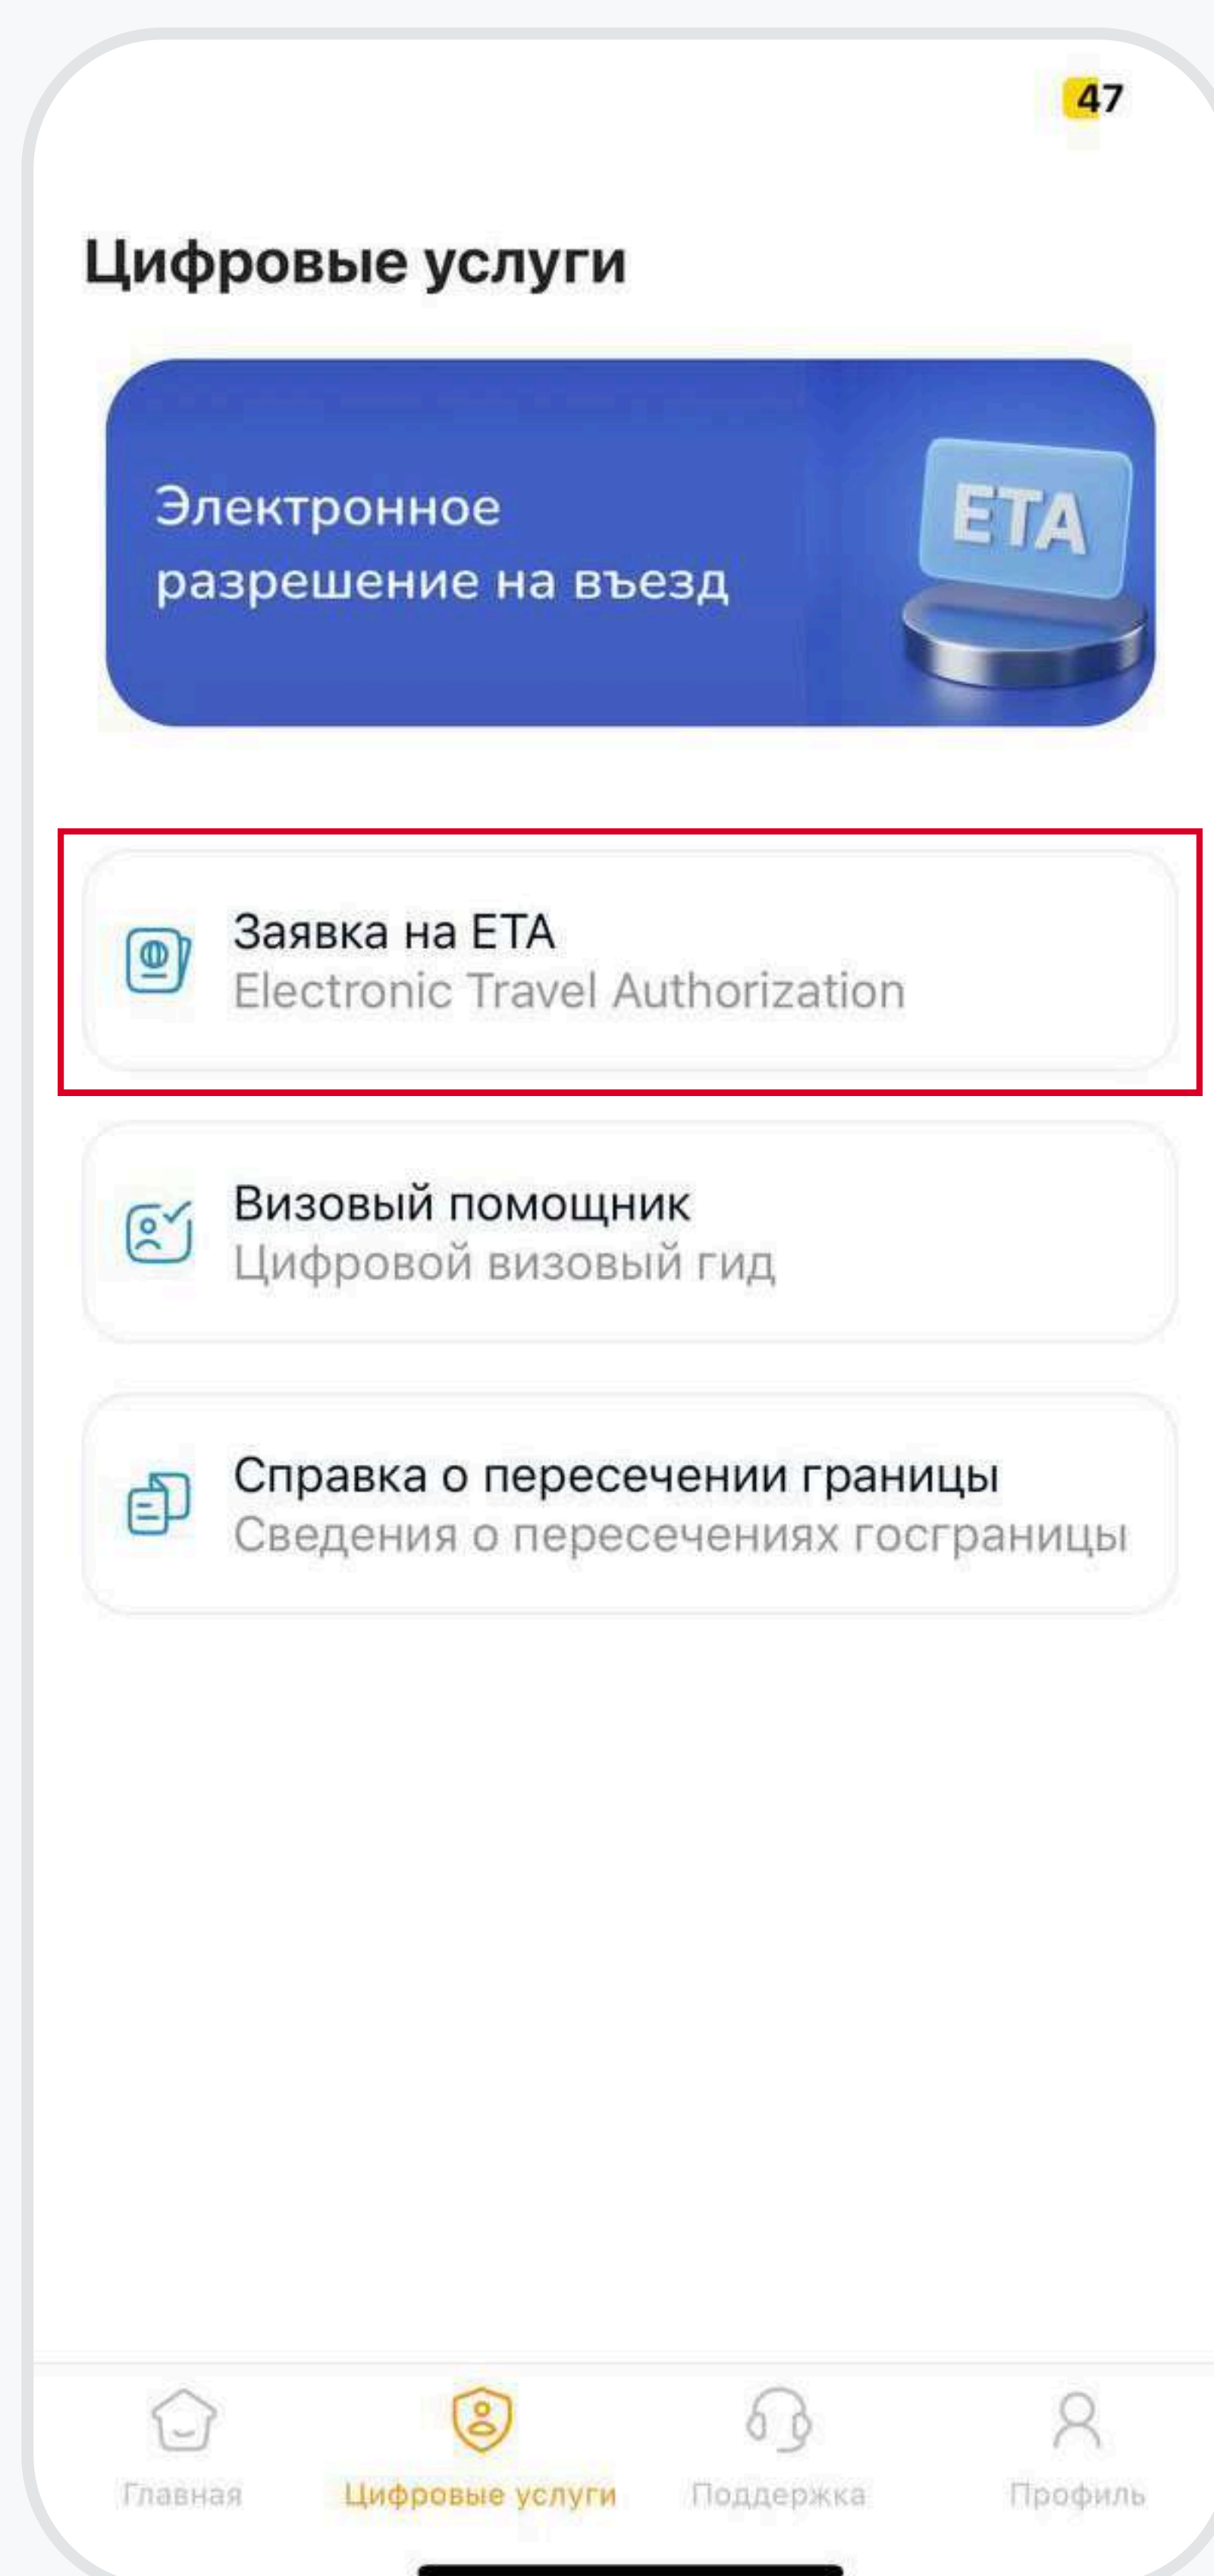 47
Цифровые услуги
Электронное
разрешение на въезд
ETA
Заявка на ETA
Electronic Travel Authorization
Визовый помощник
Цифровой визовый гид
Справка о пересечении границы
Сведения о пересечениях госграницы
Главная
Цифровые услуги
Поддержка
Профиль